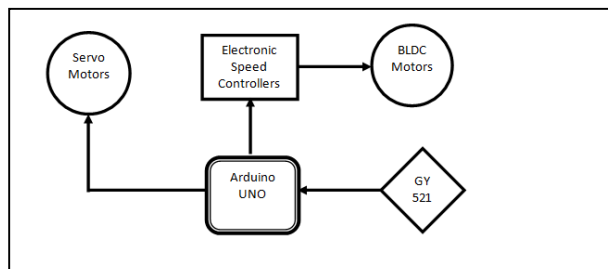 Servo
Motors
Electronic
Speed
Controllers
BLDC
Motors
Arduino
UNO
GY
521